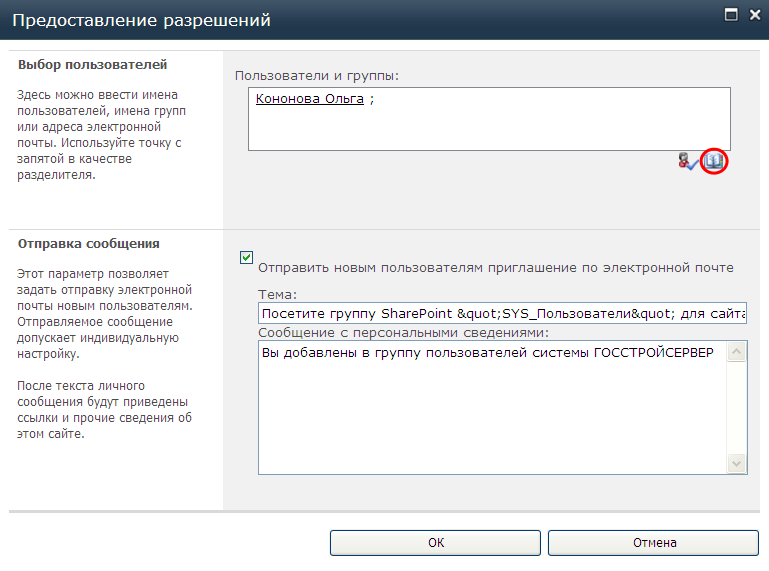 Предоставление разрешений
Выбор пользователей
Здесь можно ввести имена
пользователей, имена групп
или адреса электронной
почты. Используйте точку с
запятой в качестве
разделителя.
Пользователи и группы:
Кононова Ольга ;
Отправка сообщения
Этот параметр позволяет
задать отправку электронной
почты новым пользователям.
Отправляемое сообщение
допускает индивидуальную
настройку.
После текста личного
сообщения будут приведены
ссылки и прочие сведения об
этом сайте.
Отправить новым пользователям приглашение по электронной почте
Тема:
Посетите группу SharePoint &quot;SYS_Пользователи&quot; для сайта
Сообщение с персональными сведениями:
Вы добавлены в группу пользователей системы ГОССТРОЙСЕРВЕР
ОК
Отмена